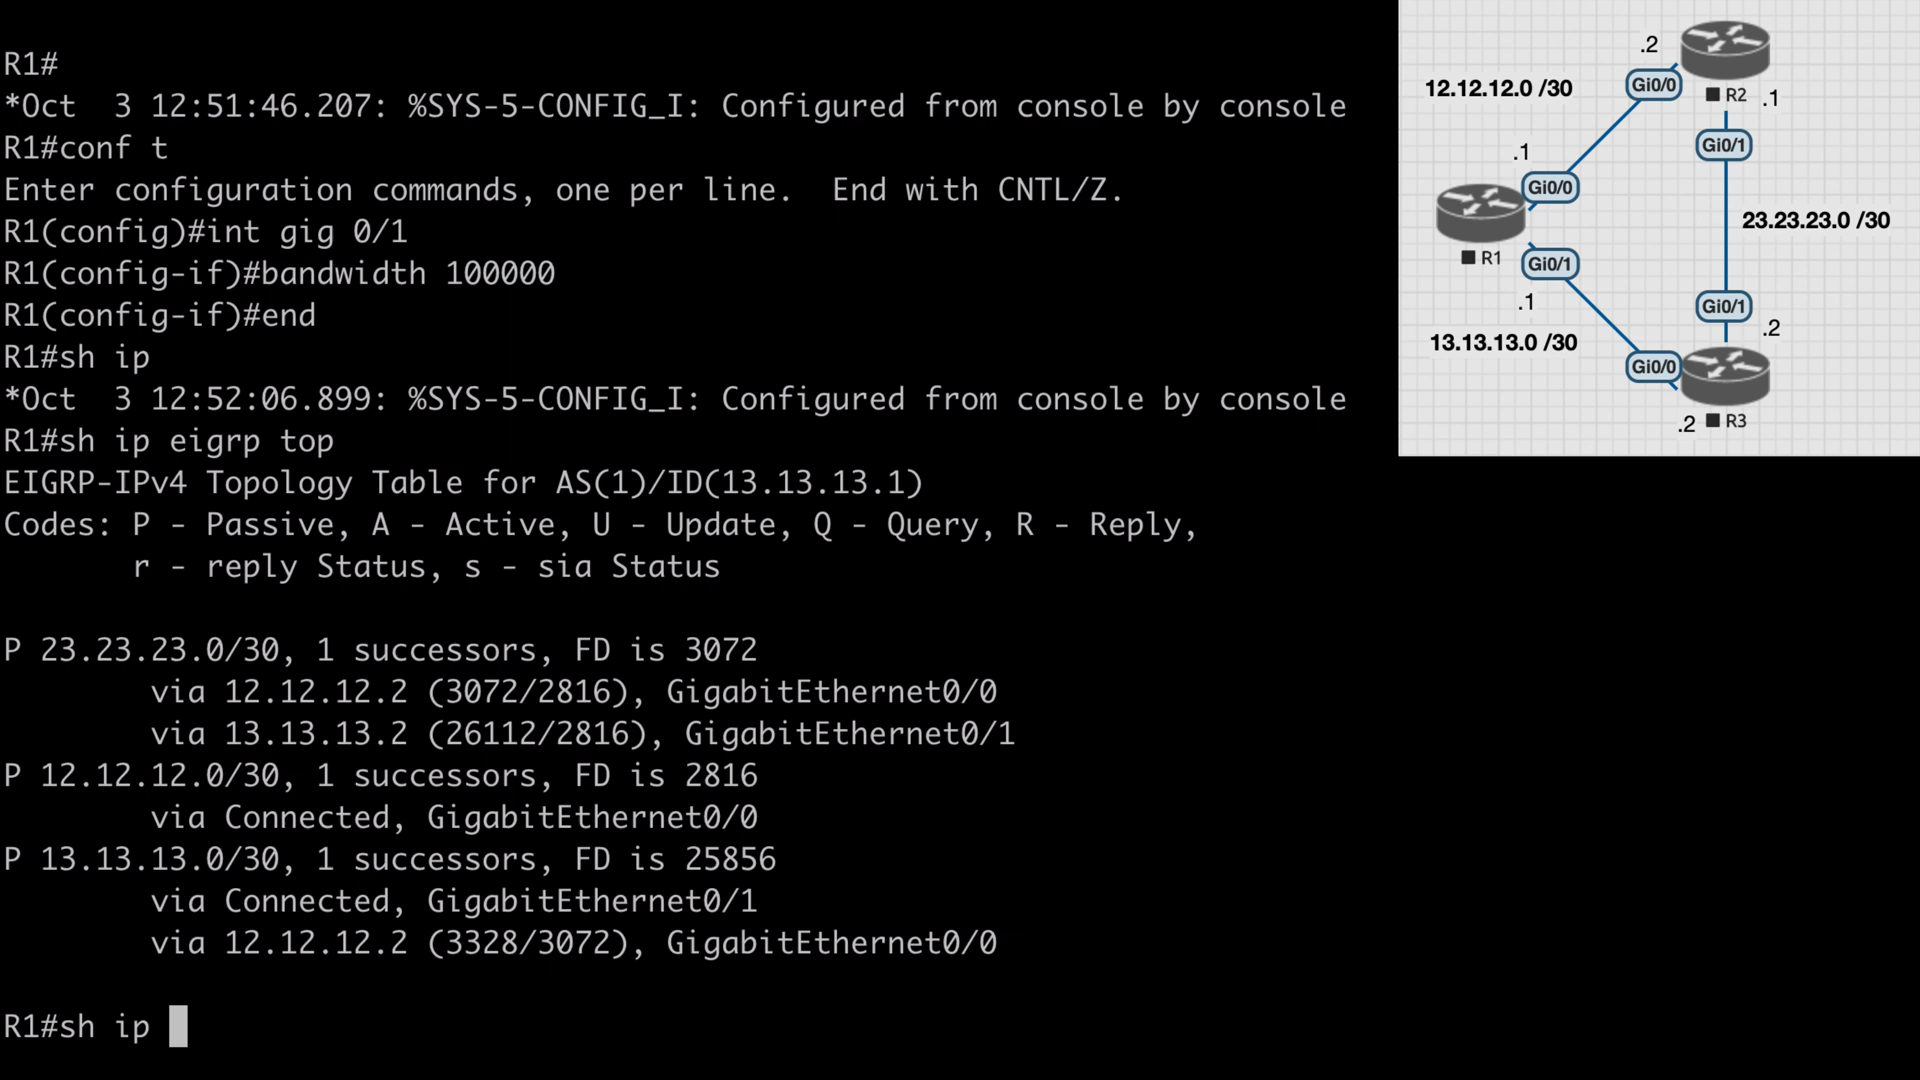 R1#
*Oct  3 12:51:46.207: %SYS-5-CONFIG_I: Configured from console by console
R1#conf t
Enter configuration commands, one per line.  End with CNTL/Z.
R1(config)#int gig 0/1
R1(config-if)#bandwidth 100000
R1(config-if)#end
R1#sh ip
*Oct  3 12:52:06.899: %SYS-5-CONFIG_I: Configured from console by console
R1#sh ip eigrp top
EIGRP-IPv4 Topology Table for AS(1)/ID(13.13.13.1)
Codes: P - Passive, A - Active, U - Update, Q - Query, R - Reply,
       r - reply Status, s - sia Status

P 23.23.23.0/30, 1 successors, FD is 3072
        via 12.12.12.2 (3072/2816), GigabitEthernet0/0
        via 13.13.13.2 (26112/2816), GigabitEthernet0/1
P 12.12.12.0/30, 1 successors, FD is 2816
        via Connected, GigabitEthernet0/0
P 13.13.13.0/30, 1 successors, FD is 25856
        via Connected, GigabitEthernet0/1
        via 12.12.12.2 (3328/3072), GigabitEthernet0/0

R1#sh ip
.2
12.12.12.0 /30
Gi0/0
R2
.1
Gi0/1
.1
Gi0/0
R1
23.23.23.0 /30
Gi0/1
.1
13.13.13.0 /30
Gi0/1
.2
Gi0/0
.2
R3